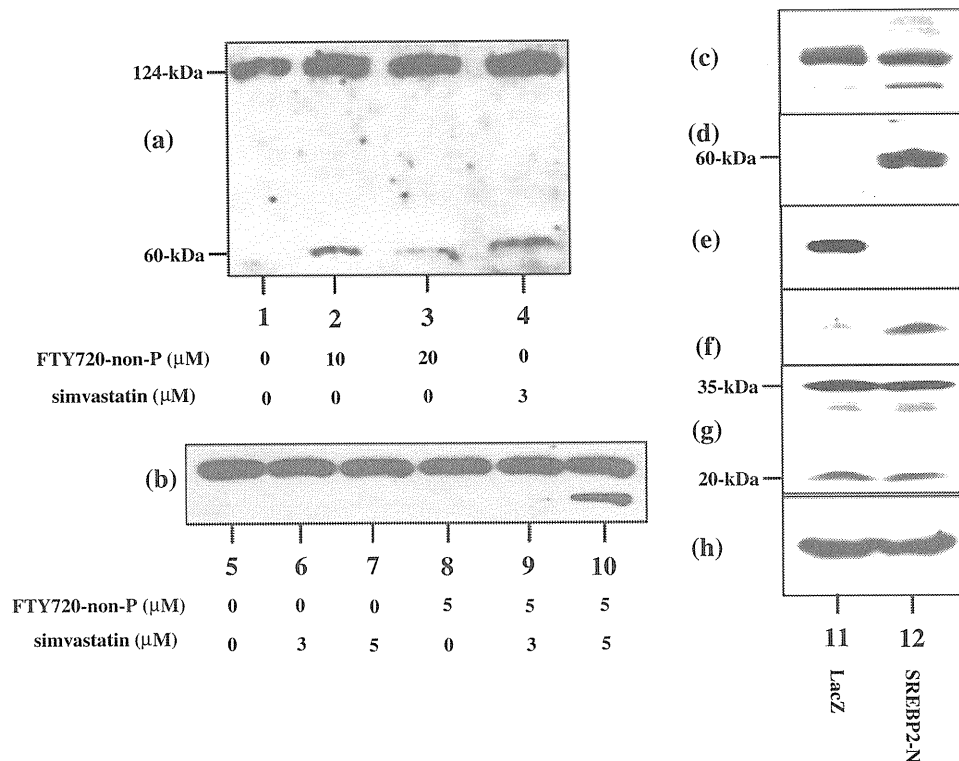 124-kDa
(a)
60-kDa
1 2 3 4
FTY720-non-P (μM) 0 10 20 0
simvastatin (μM) 0 0 0 3
(b)
5 6 7 8 9 10
FTY720-non-P (μM) 0 0 0 5 5 5
simvastatin (μM) 0 3 5 0 3 5
(c)
(d)
60-kDa
(e)
(f)
35-kDa
(g)
20-kDa
(h)
11 12
LacZ
SREBP2-N